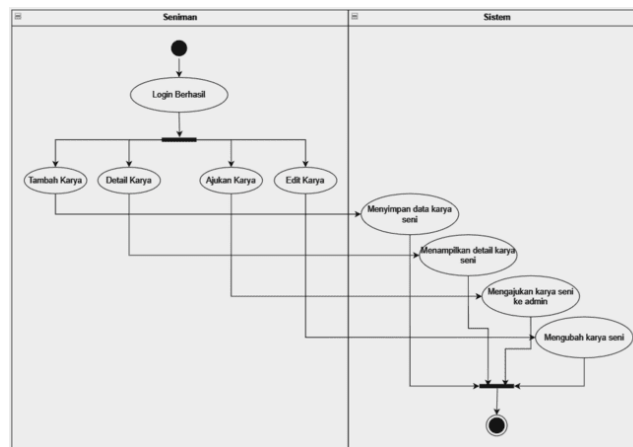 Seniman
Sistem
Login Berhasil
Tambah Karya
Detail Karya
Ajukan Karya
Edit Karya
Menyimpan data karya
seni
Menampilkan detail karya
seni
Mengajukan karya seni
ke admin
Mengubah karya seni